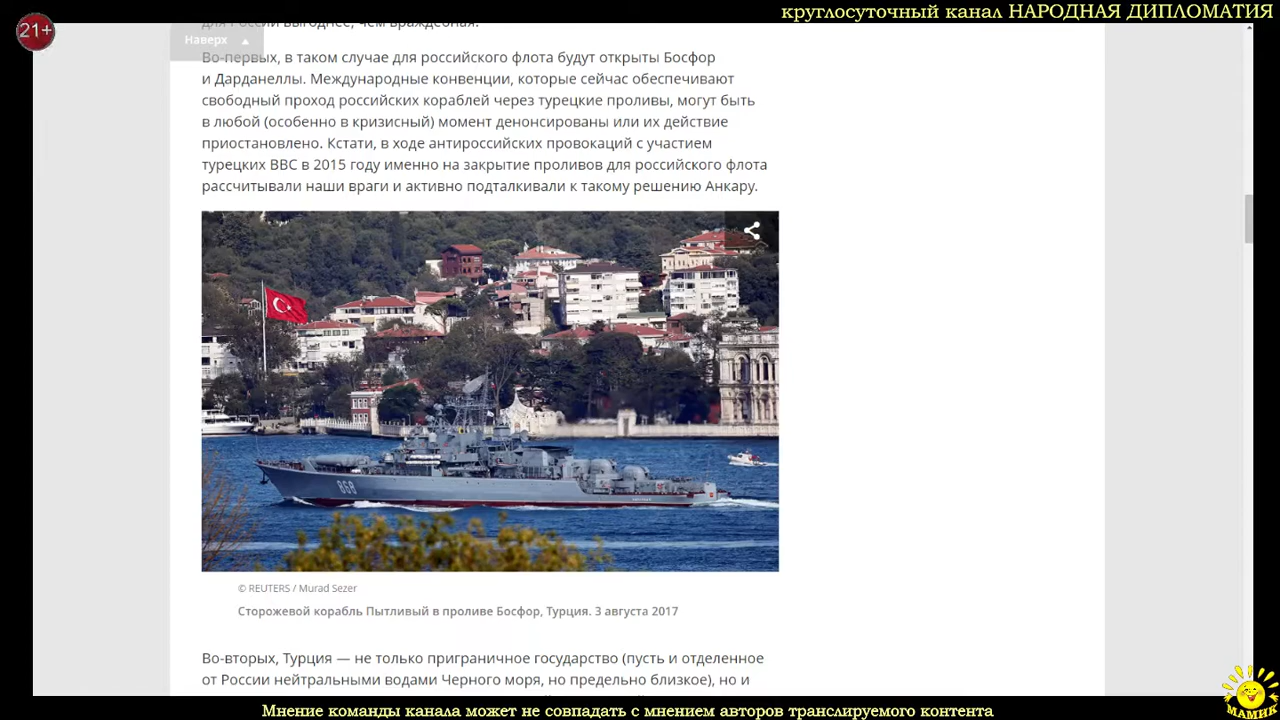 круглосуточный канал НАРОДНАЯ ДИПЛОМАТИЯ
21+
для России выгоднее, чем враждебная.
Наверх
Во-первых, в таком случае для российского флота будут открыты Босфор
и Дарданеллы. Международные конвенции, которые сейчас обеспечивают
свободный проход российских кораблей через турецкие проливы, могут быть
в любой (особенно в кризисный) момент денонсированы или их действие
приостановлено. Кстати, в ходе антироссийских провокаций с участием
турецких ВВС в 2015 году именно на закрытие проливов для российского флота
рассчитывали наши враги и активно подталкивали к такому решению Анкару.
868
© REUTERS / Murad Sezer
Сторожевой корабль Пытливый в проливе Босфор, Турция. 3 августа 2017
Во-вторых, Турция — не только приграничное государство (пусть и отделенное
от России нейтральными водами Черного моря, но предельно близкое), но и
МАМИК
Мнение команды канала может не совпадать с мнением авторов транслируемого контента